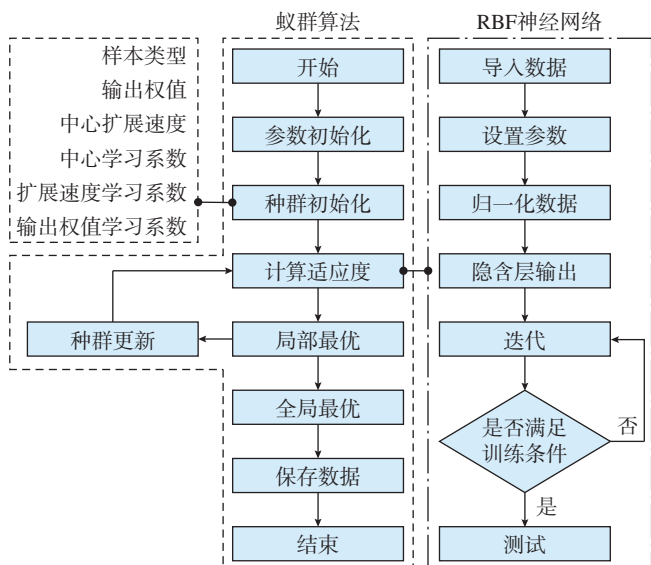 蚁群算法
RBF神经网络
样本类型
输出权值
中心扩展速度
中心学习系数
扩展速度学习系数
输出权值学习系数
开始
参数初始化
种群初始化
计算适应度
种群更新
局部最优
全局最优
保存数据
结束
导入数据
设置参数
归一化数据
隐含层输出
迭代
是否满足
训练条件
否
是
测试